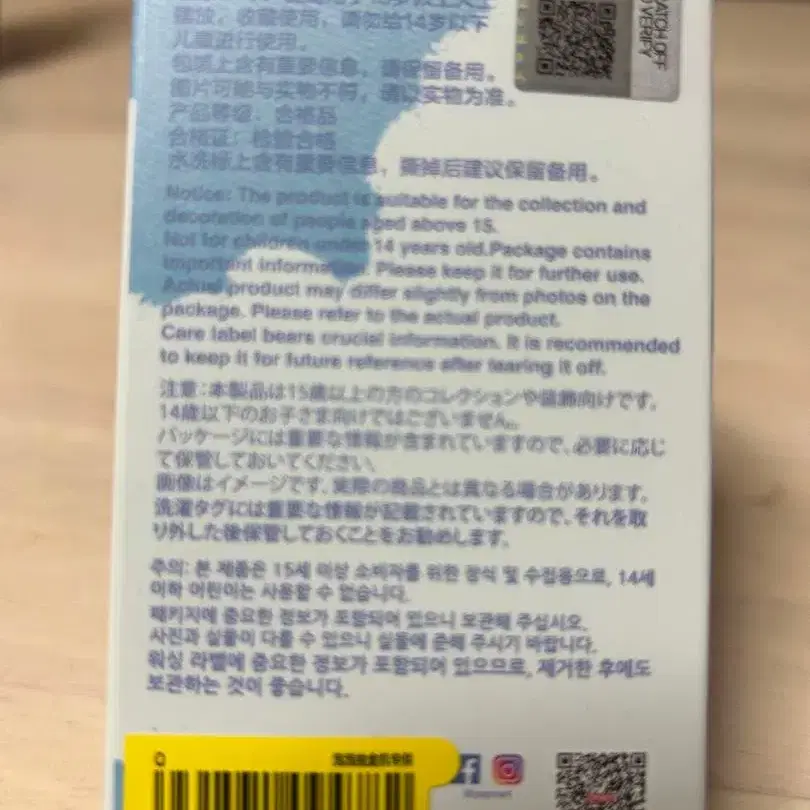 摆放、收藏使用，请勿给14岁以下
儿童进行使用。
包装上含有重要信息，请保留备用。
图片可能与实物不符，请以实物为准。
产品等级：合格品
合格证：检验合格
水洗标上含有重要信息，撕掉后建议保留备用。
SCRATCH OFF
TO VERIFY
Notice: The product is suitable for the collection and
decoration of people aged above 15.
Not for children under 14 years old.Package contains
important information. Please keep it for further use.
Actual product may differ slightly from photos on the
package. Please refer to the actual product.
Care label bears crucial information. It is recommended
to keep it for future reference after tearing it off.
注意：本製品は15歳以上の方のコレクションや装飾向けです。
14歳以下のお子さま向けではございません。
パッケージには重要な情報が含まれていますので、必要に応じ
て保管しておいてください。
画像はイメージです。実際の商品とは異なる場合があります。
洗濯タグには重要な情報が記載されていますので、それを取
り外した後保管しておくことをお勧めします。
주의: 본 제품은 15세 이상 소비자를 위한 장식 및 수집용으로, 14세
이하 어린이는 사용할 수 없습니다.
패키지에 중요한 정보가 포함되어 있으니 보관해 주십시오.
사진과 실물이 다를 수 있으니 실물에 준해 주시기 바랍니다.
워싱 라벨에 중요한 정보가 포함되어 있으므로, 제거한 후에도
보관하는 것이 좋습니다.